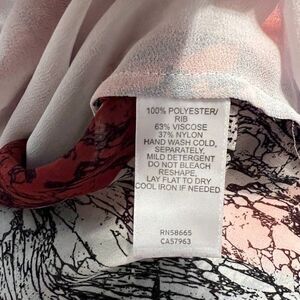 100% POLYESTER/
RIB
63% VISCOSE
37% NYLON
HAND WASH COLD,
SEPARATELY,
MILD DETERGENT
DO NOT BLEACH
RESHAPE,
LAY FLAT TO DRY
COOL IRON IF NEEDED
RN58665
CA57963